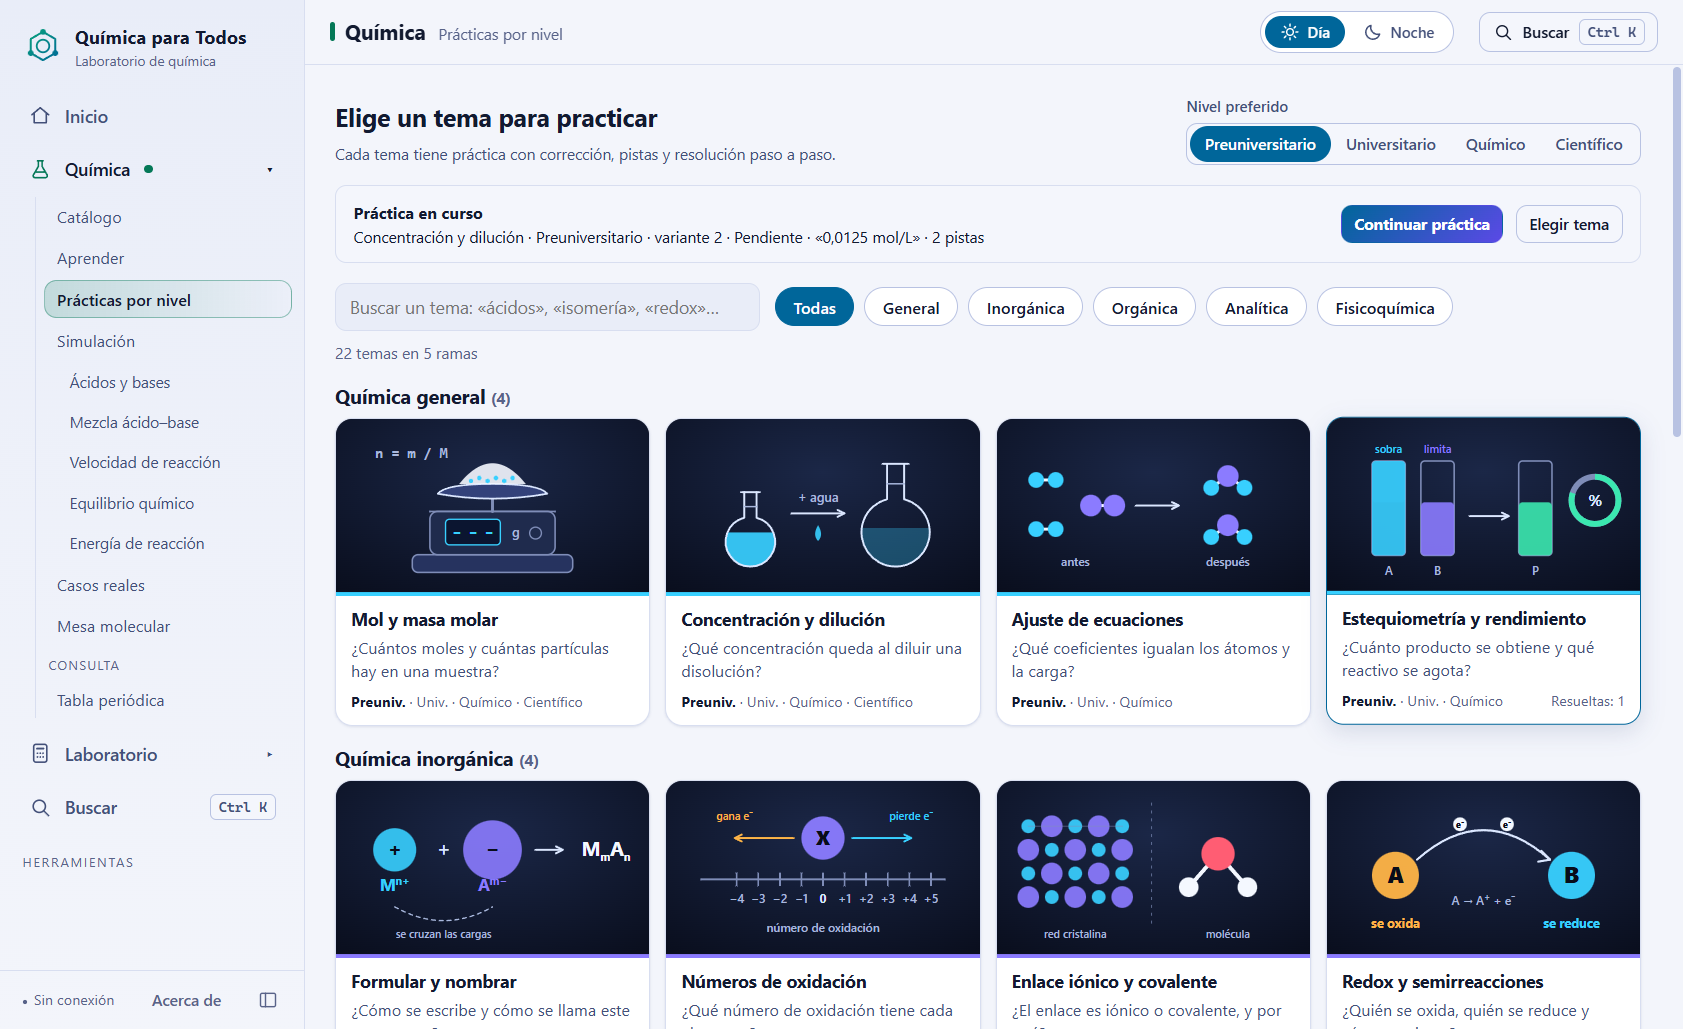 Química para Todos
Laboratorio de química
Inicio
Química
Catálogo
Aprender
Prácticas por nivel
Simulación
Ácidos y bases
Mezcla ácido–base
Velocidad de reacción
Equilibrio químico
Energía de reacción
Casos reales
Mesa molecular
CONSULTA
Tabla periódica
Laboratorio
Buscar Ctrl K
HERRAMIENTAS
Sin conexión Acerca de
Química Prácticas por nivel
Día Noche Buscar Ctrl K
Elige un tema para practicar
Cada tema tiene práctica con corrección, pistas y resolución paso a paso.
Nivel preferido
Preuniversitario Universitario Químico Científico
Práctica en curso
Concentración y dilución · Preuniversitario · variante 2 · Pendiente · «0,0125 mol/L» · 2 pistas
Continuar práctica Elegir tema
Buscar un tema: «ácidos», «isomería», «redox»...
Todas General Inorgánica Orgánica Analítica Fisicoquímica
22 temas en 5 ramas
Química general (4)
n = m / M
--- g
Mol y masa molar
¿Cuántos moles y cuántas partículas
hay en una muestra?
Preuniv. · Univ. · Químico · Científico
+ agua
Concentración y dilución
¿Qué concentración queda al diluir una
disolución?
Preuniv. · Univ. · Químico · Científico
antes después
Ajuste de ecuaciones
¿Qué coeficientes igualan los átomos y
la carga?
Preuniv. · Univ. · Químico
sobra limita
%
A B P
Estequiometría y rendimiento
¿Cuánto producto se obtiene y qué
reactivo se agota?
Preuniv. · Univ. · Químico Resueltas: 1
Química inorgánica (4)
+ + − MmAn
Mⁿ⁺ Aᵐ⁻
se cruzan las cargas
Formular y nombrar
¿Cómo se escribe y cómo se llama este
gana e⁻ pierde e⁻
X
−4 −3 −2 −1 0 +1 +2 +3 +4 +5
número de oxidación
Números de oxidación
¿Qué número de oxidación tiene cada
red cristalina molécula
Enlace iónico y covalente
¿El enlace es iónico o covalente, y por
e⁻ e⁻
A B
A → A⁺ + e⁻
se oxida se reduce
Redox y semirreacciones
¿Quién se oxida, quién se reduce y